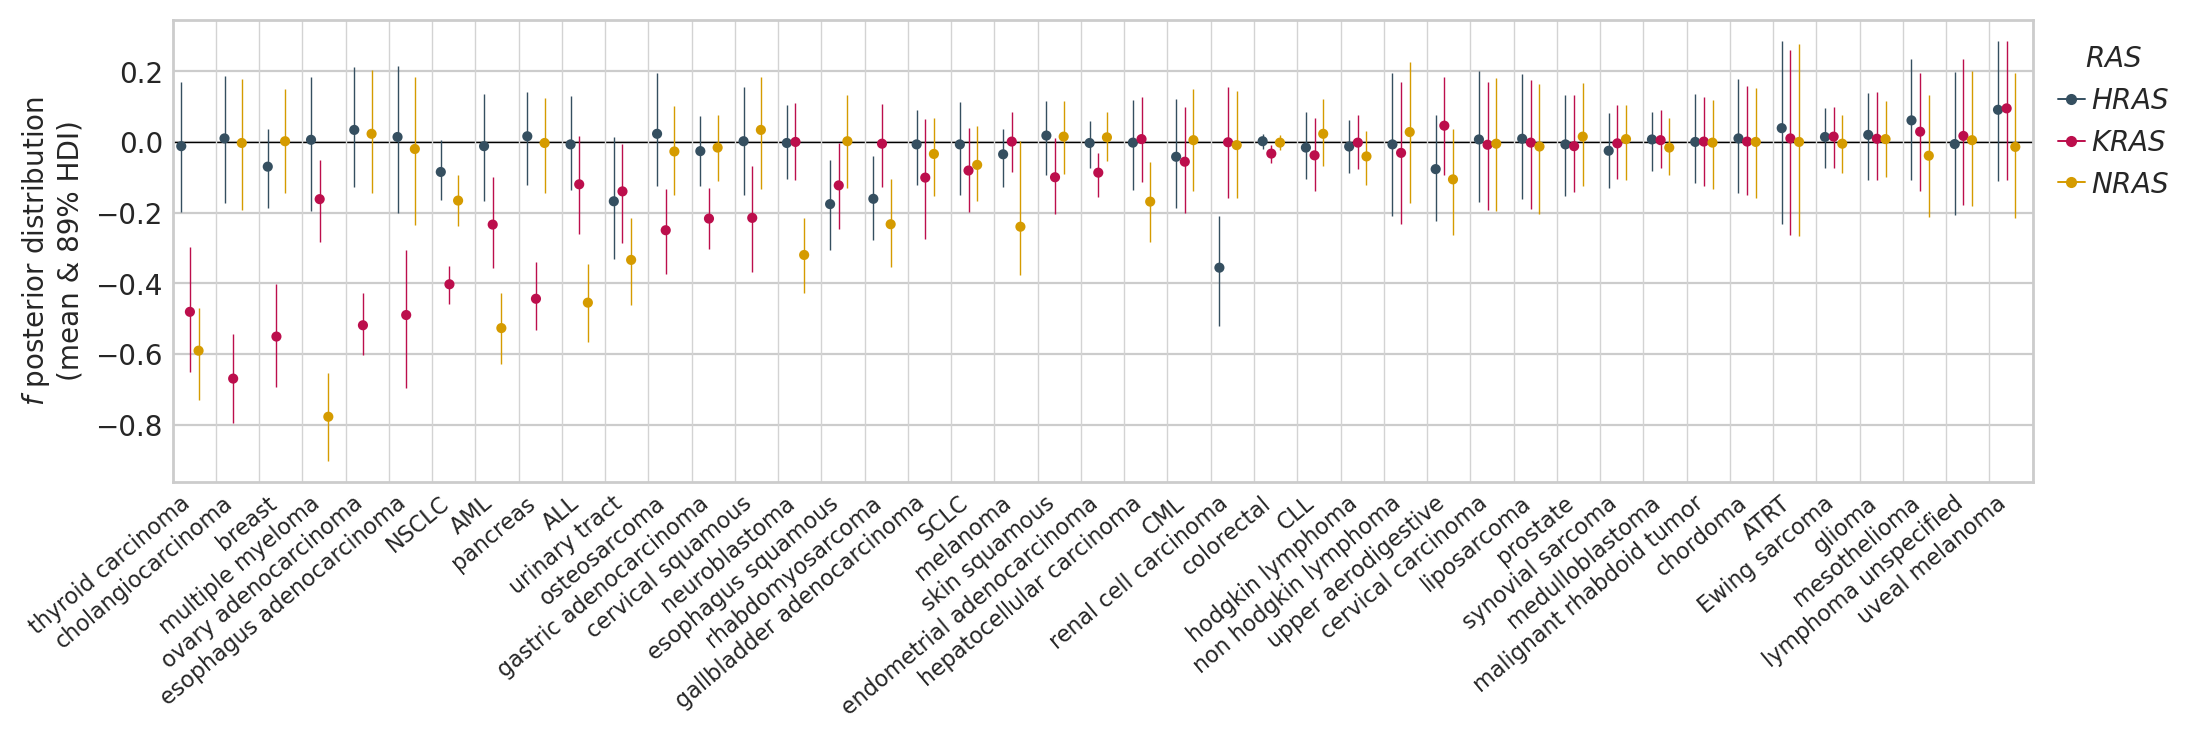 f posterior distribution
(mean & 89% HDI)
0.2
0.0
−0.2
−0.4
−0.6
−0.8
thyroid carcinoma
cholangiocarcinoma
breast
multiple myeloma
ovary adenocarcinoma
esophagus adenocarcinoma
NSCLC
AML
pancreas
ALL
urinary tract
osteosarcoma
gastric adenocarcinoma
cervical squamous
neuroblastoma
esophagus squamous
rhabdomyosarcoma
gallbladder adenocarcinoma
SCLC
melanoma
skin squamous
endometrial adenocarcinoma
hepatocellular carcinoma
CML
renal cell carcinoma
colorectal
CLL
hodgkin lymphoma
non hodgkin lymphoma
upper aerodigestive
cervical carcinoma
liposarcoma
prostate
synovial sarcoma
medulloblastoma
malignant rhabdoid tumor
chordoma
ATRT
Ewing sarcoma
glioma
mesothelioma
lymphoma unspecified
uveal melanoma
RAS
HRAS
KRAS
NRAS